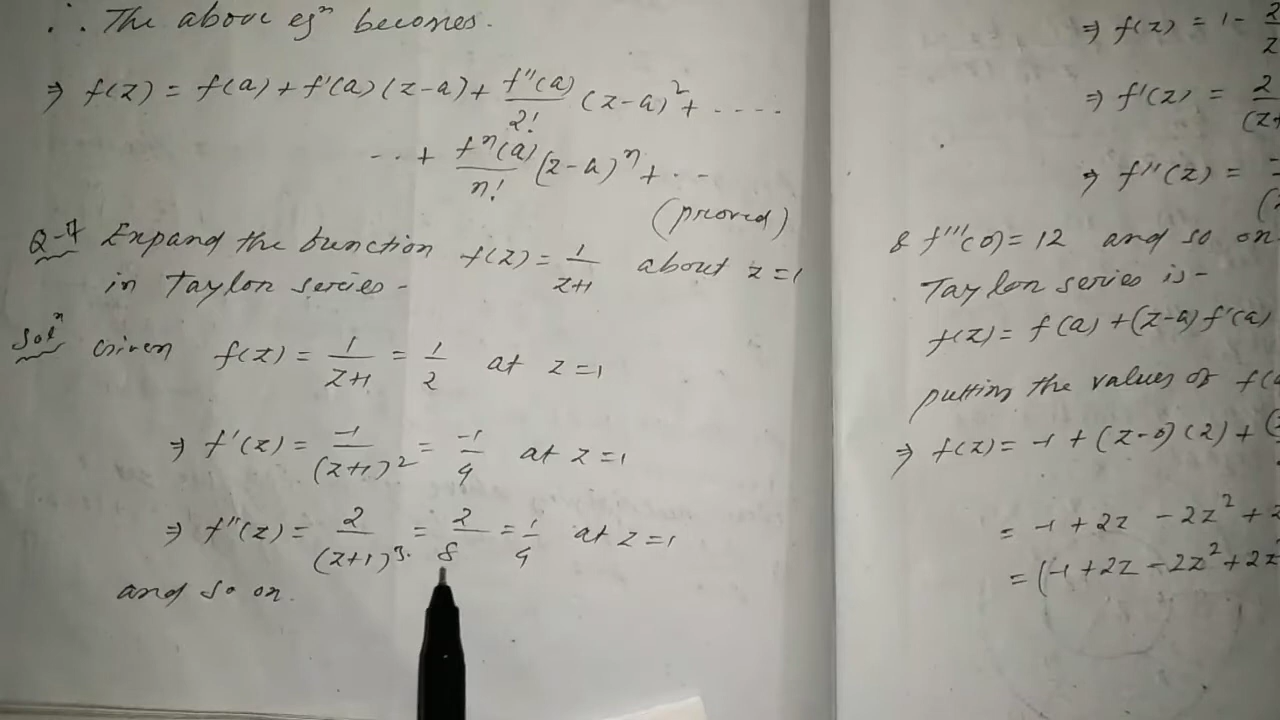 ∴ The above eqⁿ becomes.
⇒ f(z) = f(a) + f'(a) (z-a) + f''(a)/2! (z-a)² + ....
.. + fⁿ(a)/n! (z-a)ⁿ + ..
(proved)
Q-7 Expand the function f(z) = 1/z+1 about z=1
in Taylor series -
Solⁿ Given f(z) = 1/z+1 = 1/2 at z=1
⇒ f'(z) = -1/(z+1)² = -1/4 at z=1
⇒ f''(z) = 2/(z+1)³. = 2/8 = 1/4 at z=1
and so on.
⇒ f(z) = 1 - 2/z
⇒ f'(z) = 2/(z+
⇒ f''(z) =
& f'''(0) = 12 and so on
Taylor series is -
f(z) = f(a) + (z-a) f'(a)
putting the values of f(
⇒ f(z) = -1 + (z-0) (2) + (
= -1 + 2z - 2z² + 2
= (-1 + 2z - 2z² + 2z